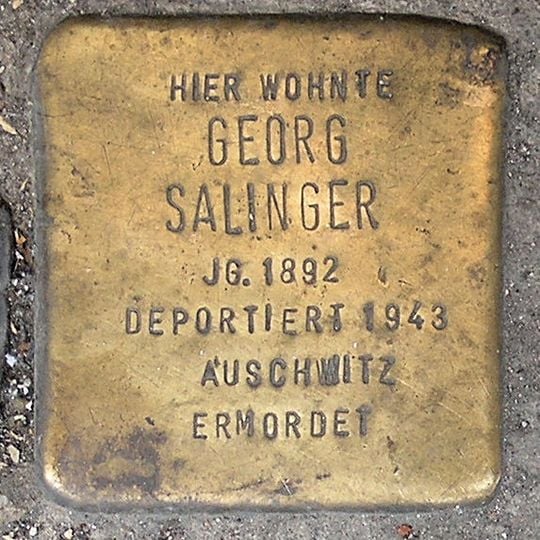 HIER WOHNTE
GEORG
SALINGER
JG. 1892
DEPORTIERT 1943
AUSCHWITZ
ERMORDET